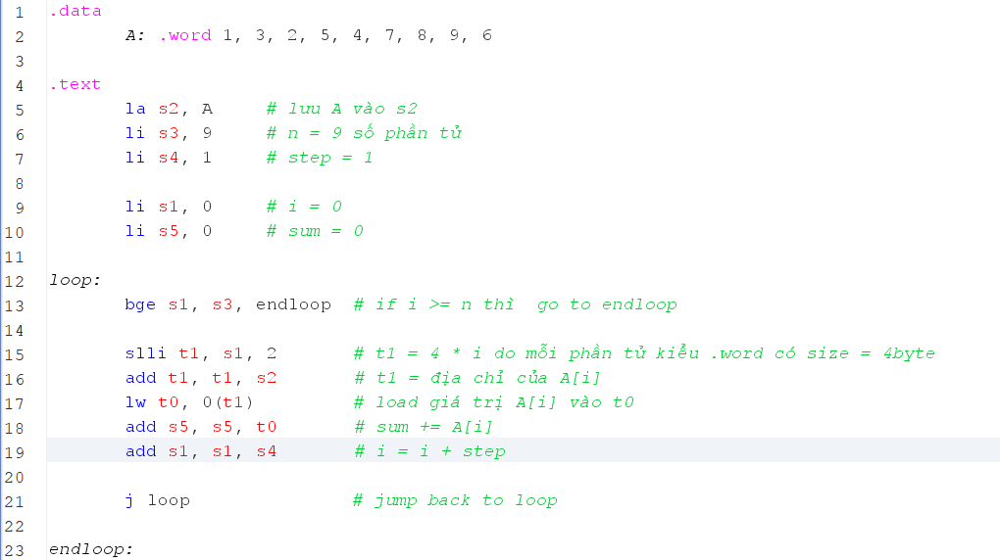 1 .data
2 A: .word 1, 3, 2, 5, 4, 7, 8, 9, 6
3
4 .text
5 la s2, A # lưu A vào s2
6 li s3, 9 # n = 9 số phần tử
7 li s4, 1 # step = 1
8
9 li s1, 0 # i = 0
10 li s5, 0 # sum = 0
11
12 loop:
13 bge s1, s3, endloop # if i >= n thì  go to endloop
14
15 slli t1, s1, 2 # t1 = 4 * i do mỗi phần tử kiểu .word có size = 4byte
16 add t1, t1, s2 # t1 = địa chỉ của A[i]
17 lw t0, 0(t1) # load giá trị A[i] vào t0
18 add s5, s5, t0 # sum += A[i]
19 add s1, s1, s4 # i = i + step
20
21 j loop # jump back to loop
22
23 endloop: